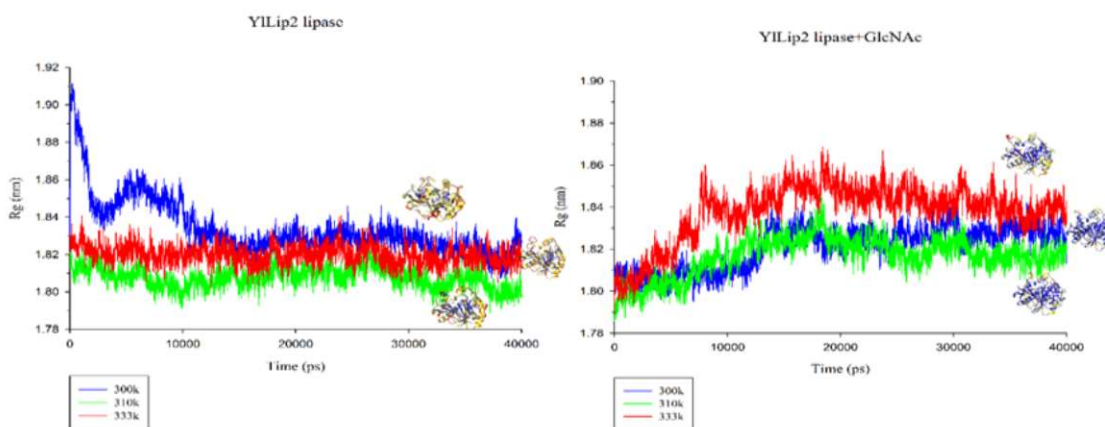 YlLip2 lipase
Rg (nm)
1.92
1.90
1.88
1.86
1.84
1.82
1.80
1.78
0
10000
20000
30000
40000
Time (ps)
300k
310k
333k
YlLip2 lipase+GlcNAc
Rg (nm)
1.90
1.88
1.86
1.84
1.82
1.80
1.78
0
10000
20000
30000
40000
Time (ps)
300k
310k
333k